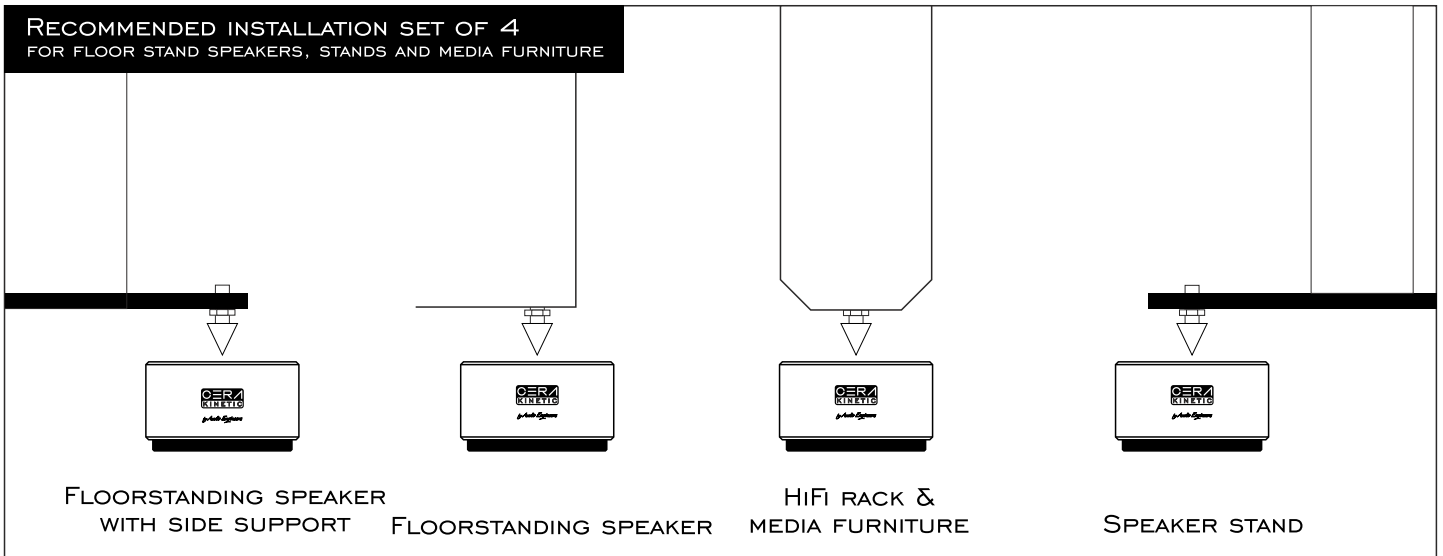 Recommended installation set of 4
for floor stand speakers, stands and media furniture
CERA
KINETIC
CERA
KINETIC
CERA
KINETIC
CERA
KINETIC
Floorstanding speaker
with side support
Floorstanding speaker
HiFi rack &
media furniture
Speaker stand